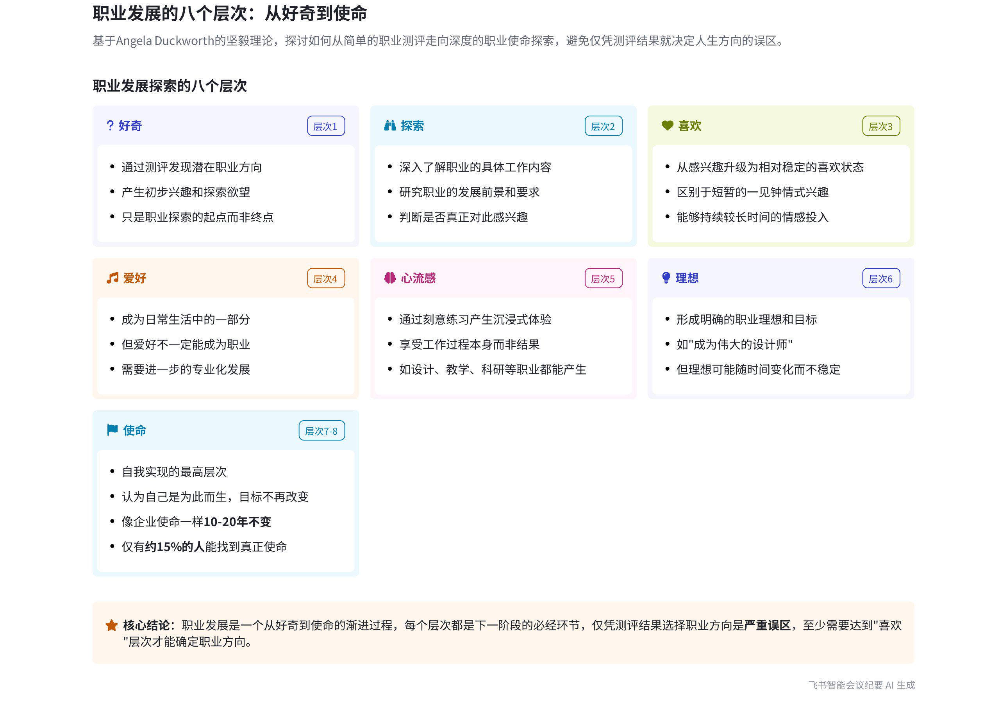 职业发展的八个层次：从好奇到使命
基于Angela Duckworth的坚毅理论，探讨如何从简单的职业测评走向深度的职业使命探索，避免仅凭测评结果就决定人生方向的误区。
职业发展探索的八个层次
好奇
层次1
通过测评发现潜在职业方向
产生初步兴趣和探索欲望
只是职业探索的起点而非终点
探索
层次2
深入了解职业的具体工作内容
研究职业的发展前景和要求
判断是否真正对此感兴趣
喜欢
层次3
从感兴趣升级为相对稳定的喜欢状态
区别于短暂的一见钟情式兴趣
能够持续较长时间的情感投入
爱好
层次4
成为日常生活中的一部分
但爱好不一定能成为职业
需要进一步的专业化发展
心流感
层次5
通过刻意练习产生沉浸式体验
享受工作过程本身而非结果
如设计、教学、科研等职业都能产生
理想
层次6
形成明确的职业理想和目标
如"成为伟大的设计师"
但理想可能随时间变化而不稳定
使命
层次7-8
自我实现的最高层次
认为自己是为此而生，目标不再改变
像企业使命一样10-20年不变
仅有约15%的人能找到真正使命
核心结论：职业发展是一个从好奇到使命的渐进过程，每个层次都是下一阶段的必经环节，仅凭测评结果选择职业方向是严重误区，至少需要达到"喜欢
"层次才能确定职业方向。
飞书智能会议纪要 AI 生成